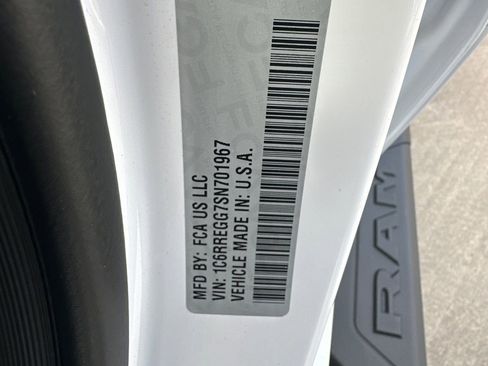 MFD BY: FCA US LLC
VIN: 1C6RREGG7SN701967
VEHICLE MADE IN: U.S.A.
RAM